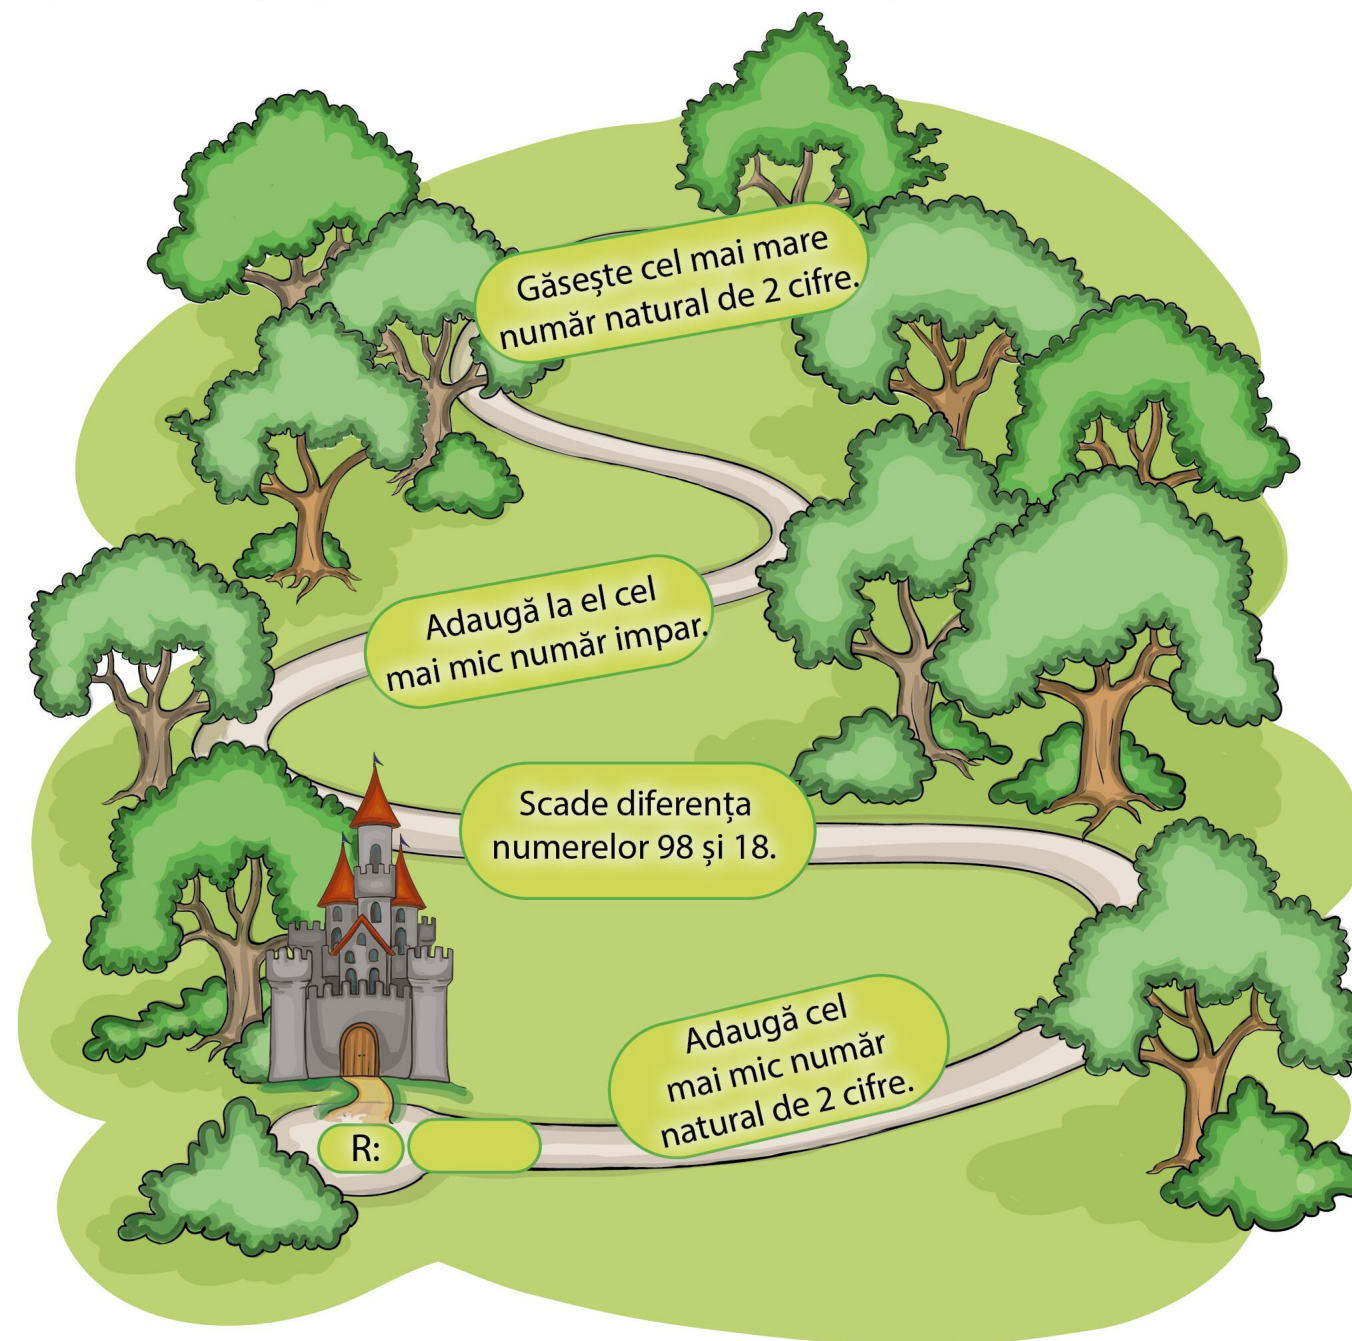 Găsește cel mai mare
număr natural de 2 cifre.
Adaugă la el cel
mai mic număr impar.
Scade diferența
numerelor 98 și 18.
Adaugă cel
mai mic număr
natural de 2 cifre.
R: